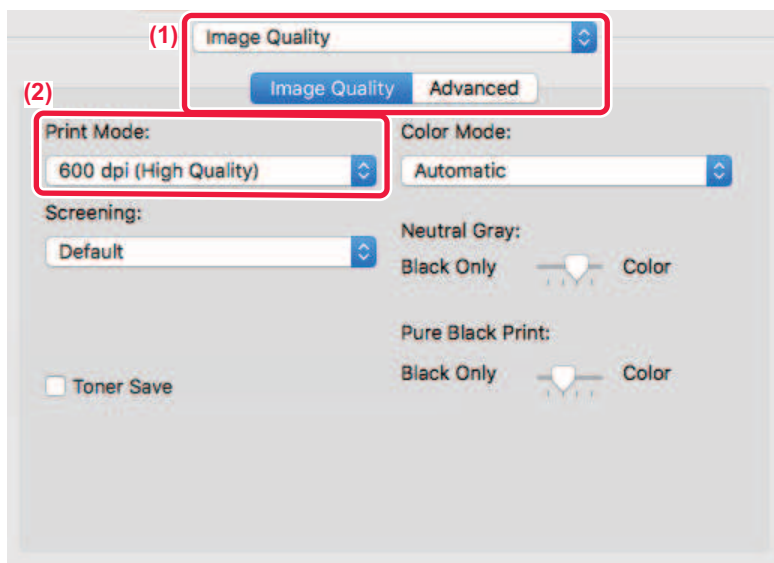 (1) Image Quality
Image Quality Advanced
(2)
Print Mode: Color Mode:
600 dpi (High Quality) Automatic
Screening:
Default
Neutral Gray:
Black Only Color
Pure Black Print:
Black Only Color
Toner Save